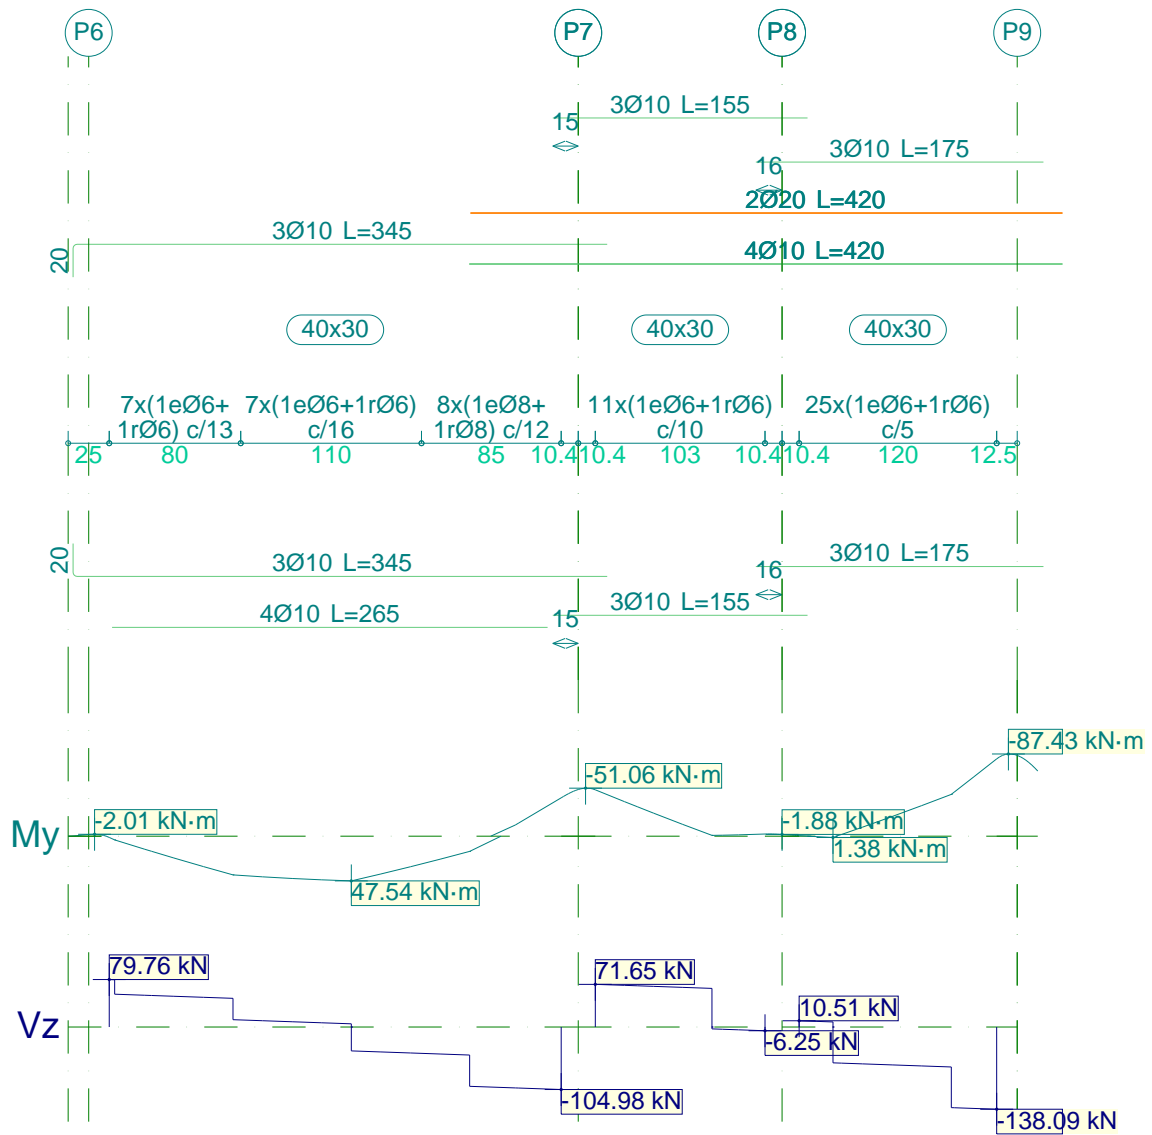 P6 P7 P8 P9
3Ø10 L=155
15
3Ø10 L=175
16
2Ø20 L=420
3Ø10 L=345
20
4Ø10 L=420
40x30 40x30 40x30
7x(1eØ6+ 7x(1eØ6+1rØ6) 8x(1eØ8+ 11x(1eØ6+1rØ6) 25x(1eØ6+1rØ6)
1rØ6) c/13 c/16 1rØ8) c/12 c/10 c/5
25 80 110 85 10.4 10.4 103 10.4 10.4 120 12.5
20
3Ø10 L=345
3Ø10 L=175
16
4Ø10 L=265
3Ø10 L=155
15
-87.43 kN·m
-51.06 kN·m
My
-2.01 kN·m
-1.88 kN·m
1.38 kN·m
47.54 kN·m
79.76 kN
71.65 kN
10.51 kN
Vz
-6.25 kN
-104.98 kN
-138.09 kN